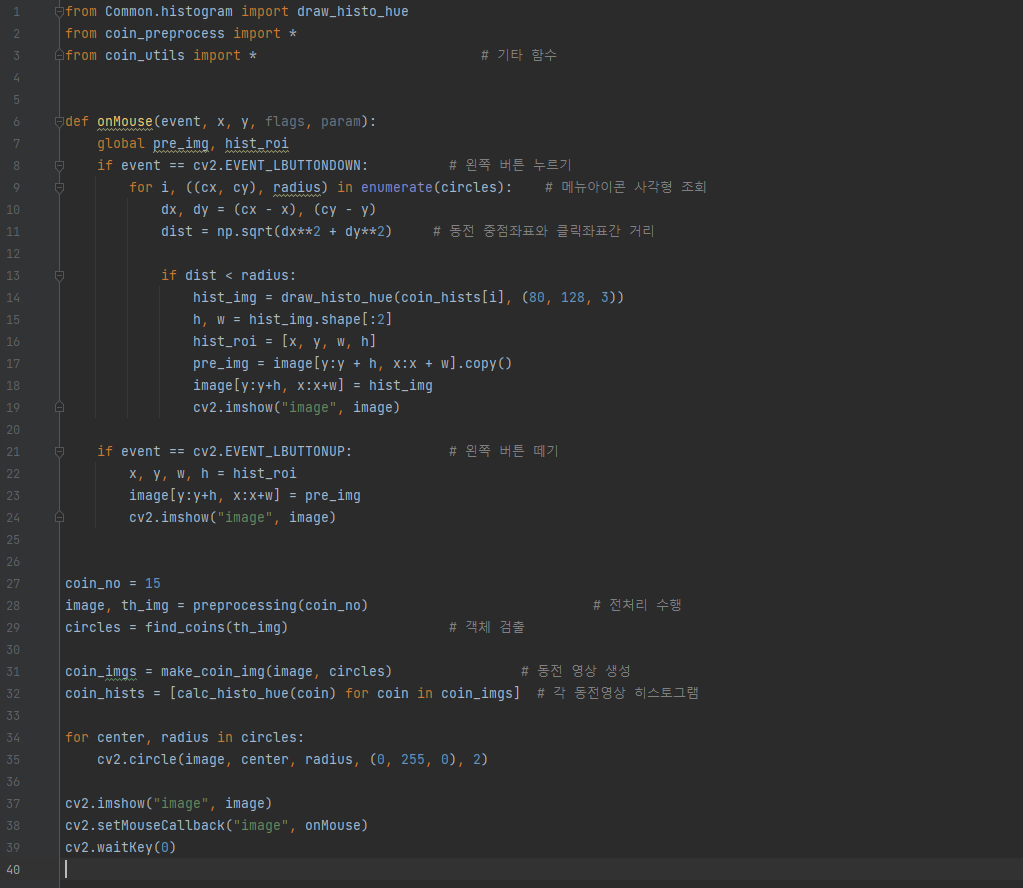 1 from Common.histogram import draw_histo_hue
2 from coin_preprocess import *
3 from coin_utils import * # 기타 함수
4
5
6 def onMouse(event, x, y, flags, param):
7 global pre_img, hist_roi
8 if event == cv2.EVENT_LBUTTONDOWN: # 왼쪽 버튼 누르기
9 for i, ((cx, cy), radius) in enumerate(circles): # 메뉴아이콘 사각형 조회
10 dx, dy = (cx - x), (cy - y)
11 dist = np.sqrt(dx**2 + dy**2) # 동전 중점좌표와 클릭좌표간 거리
12
13 if dist < radius:
14 hist_img = draw_histo_hue(coin_hists[i], (80, 128, 3))
15 h, w = hist_img.shape[:2]
16 hist_roi = [x, y, w, h]
17 pre_img = image[y:y + h, x:x + w].copy()
18 image[y:y+h, x:x+w] = hist_img
19 cv2.imshow("image", image)
20
21 if event == cv2.EVENT_LBUTTONUP: # 왼쪽 버튼 떼기
22 x, y, w, h = hist_roi
23 image[y:y+h, x:x+w] = pre_img
24 cv2.imshow("image", image)
25
26
27 coin_no = 15
28 image, th_img = preprocessing(coin_no) # 전처리 수행
29 circles = find_coins(th_img) # 객체 검출
30
31 coin_imgs = make_coin_img(image, circles) # 동전 영상 생성
32 coin_hists = [calc_histo_hue(coin) for coin in coin_imgs] # 각 동전영상 히스토그램
33
34 for center, radius in circles:
35 cv2.circle(image, center, radius, (0, 255, 0), 2)
36
37 cv2.imshow("image", image)
38 cv2.setMouseCallback("image", onMouse)
39 cv2.waitKey(0)
40